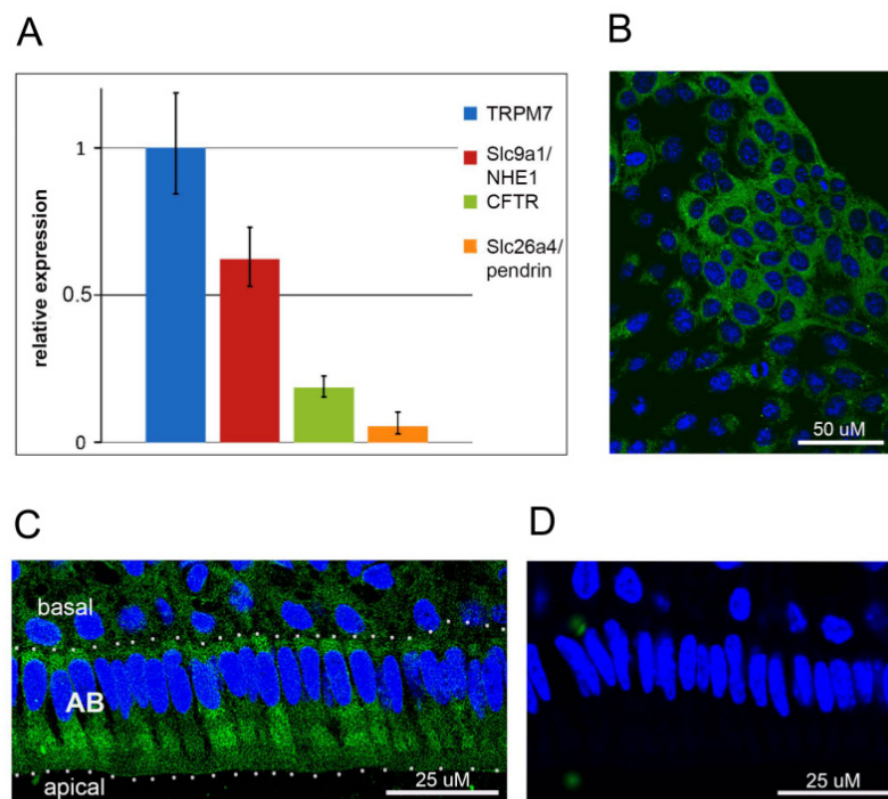 A
B
1
0.5
0
relative expression
TRPM7
Slc9a1/
NHE1
CFTR
Slc26a4/
pendrin
50 uM
C
D
basal
AB
apical
25 uM
25 uM